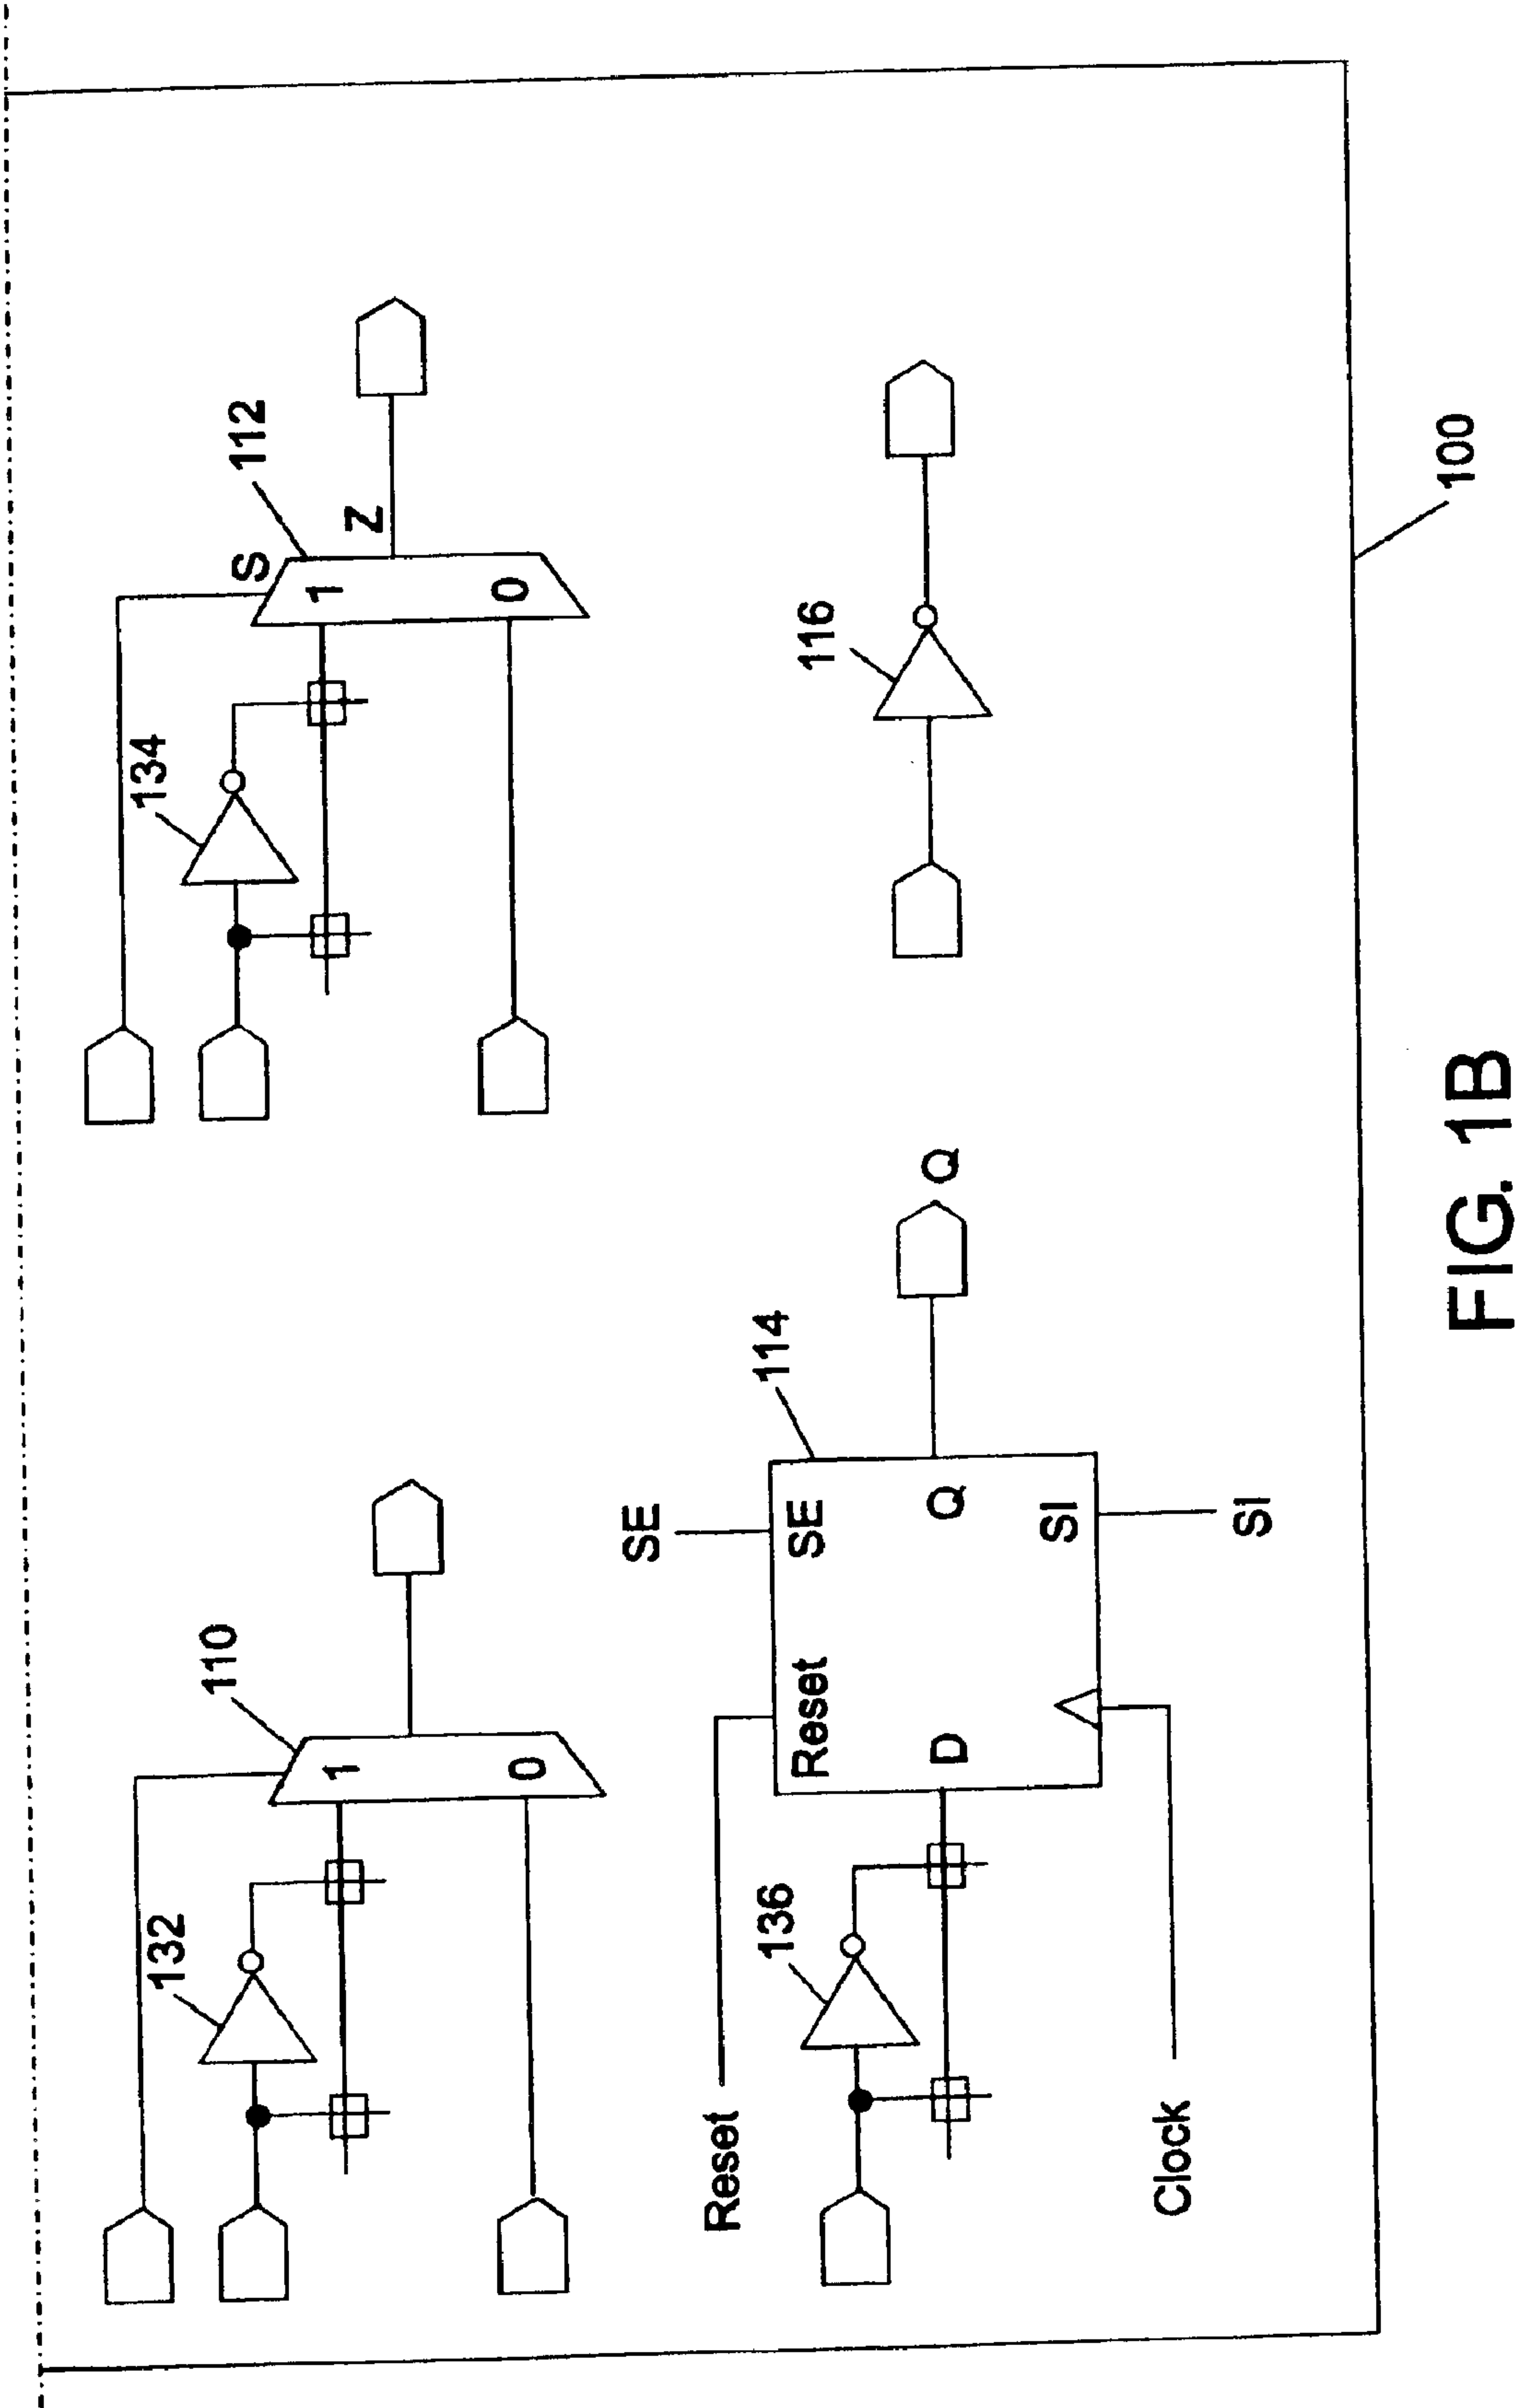 132
110
1
0
134
S
112
1
Z
0
Reset
136
Reset
SE
SE
114
D
Q
Q
SI
SI
Clock
116
100
FIG. 1B